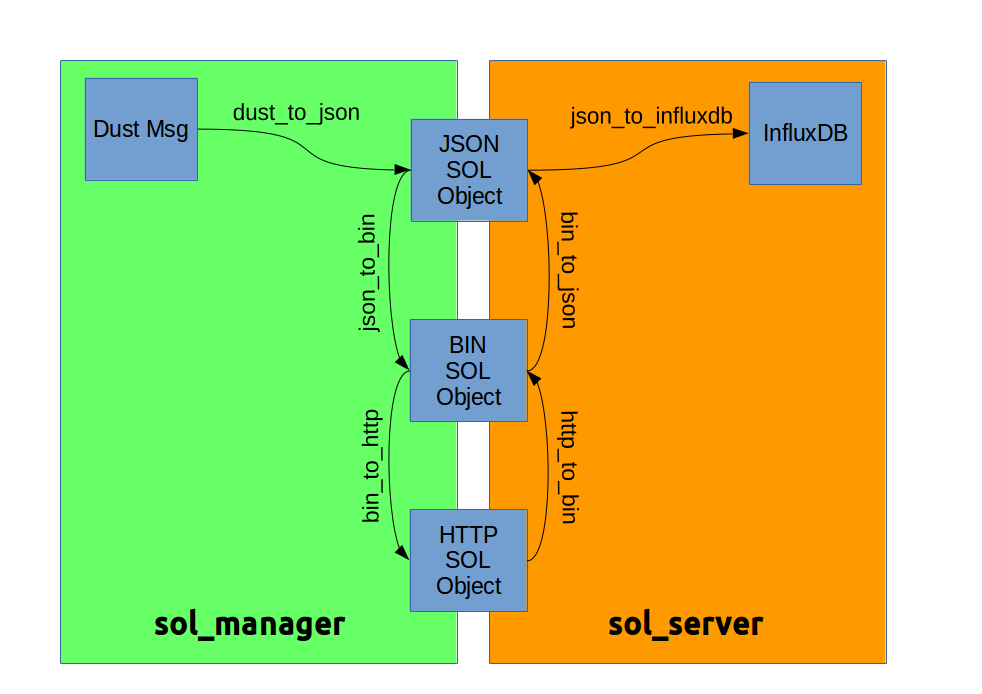 dust_to_json
Dust Msg
json_to_influxdb
InfluxDB
JSON
SOL
Object
json_to_bin
bin_to_json
BIN
SOL
Object
bin_to_http
http_to_bin
HTTP
SOL
Object
sol_manager
sol_server